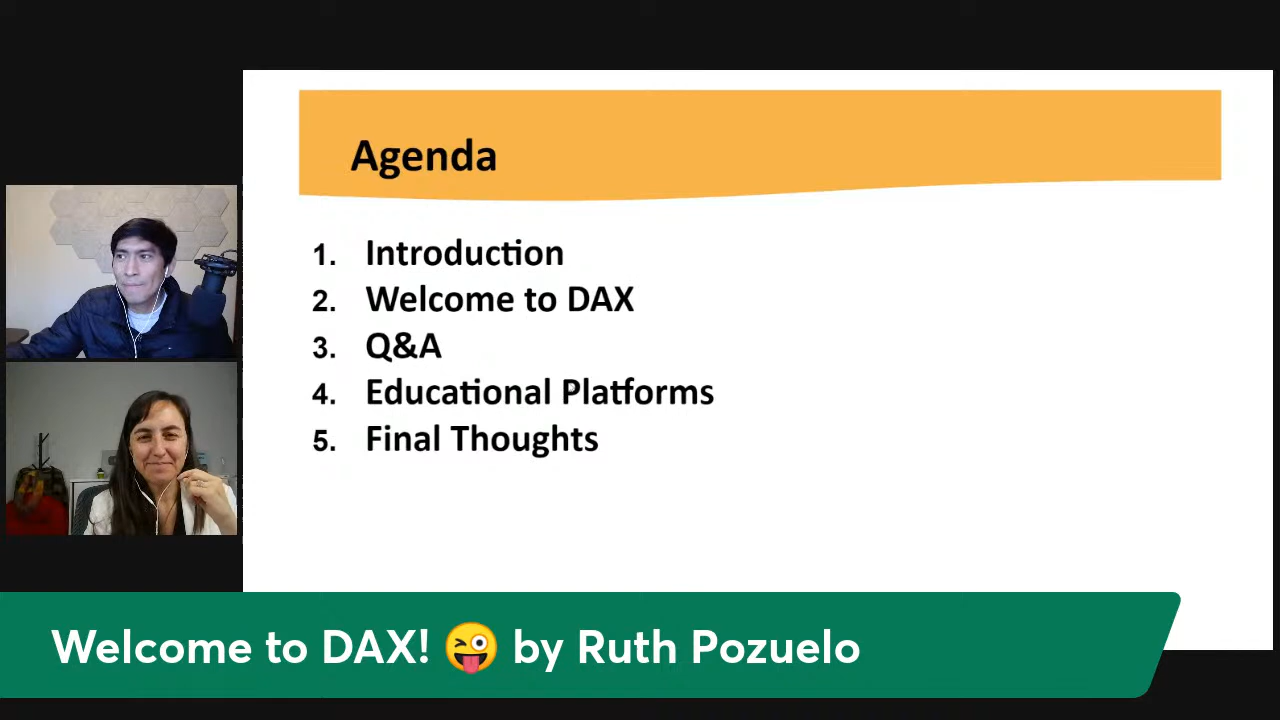 Agenda
1. Introduction
2. Welcome to DAX
3. Q&A
4. Educational Platforms
5. Final Thoughts
Welcome to DAX! 😜 by Ruth Pozuelo